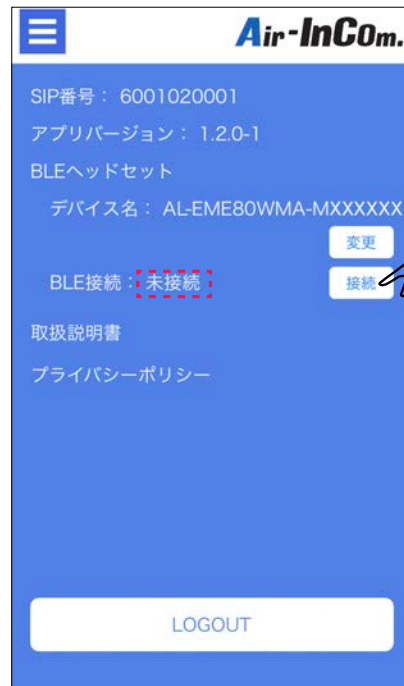 Air-InCom.
SIP番号： 6001020001
アプリバージョン： 1.2.0-1
BLEヘッドセット
デバイス名： AL-EME80WMA-MXXXXXX
変更
BLE接続：未接続
接続
取扱説明書
プライバシーポリシー
LOGOUT